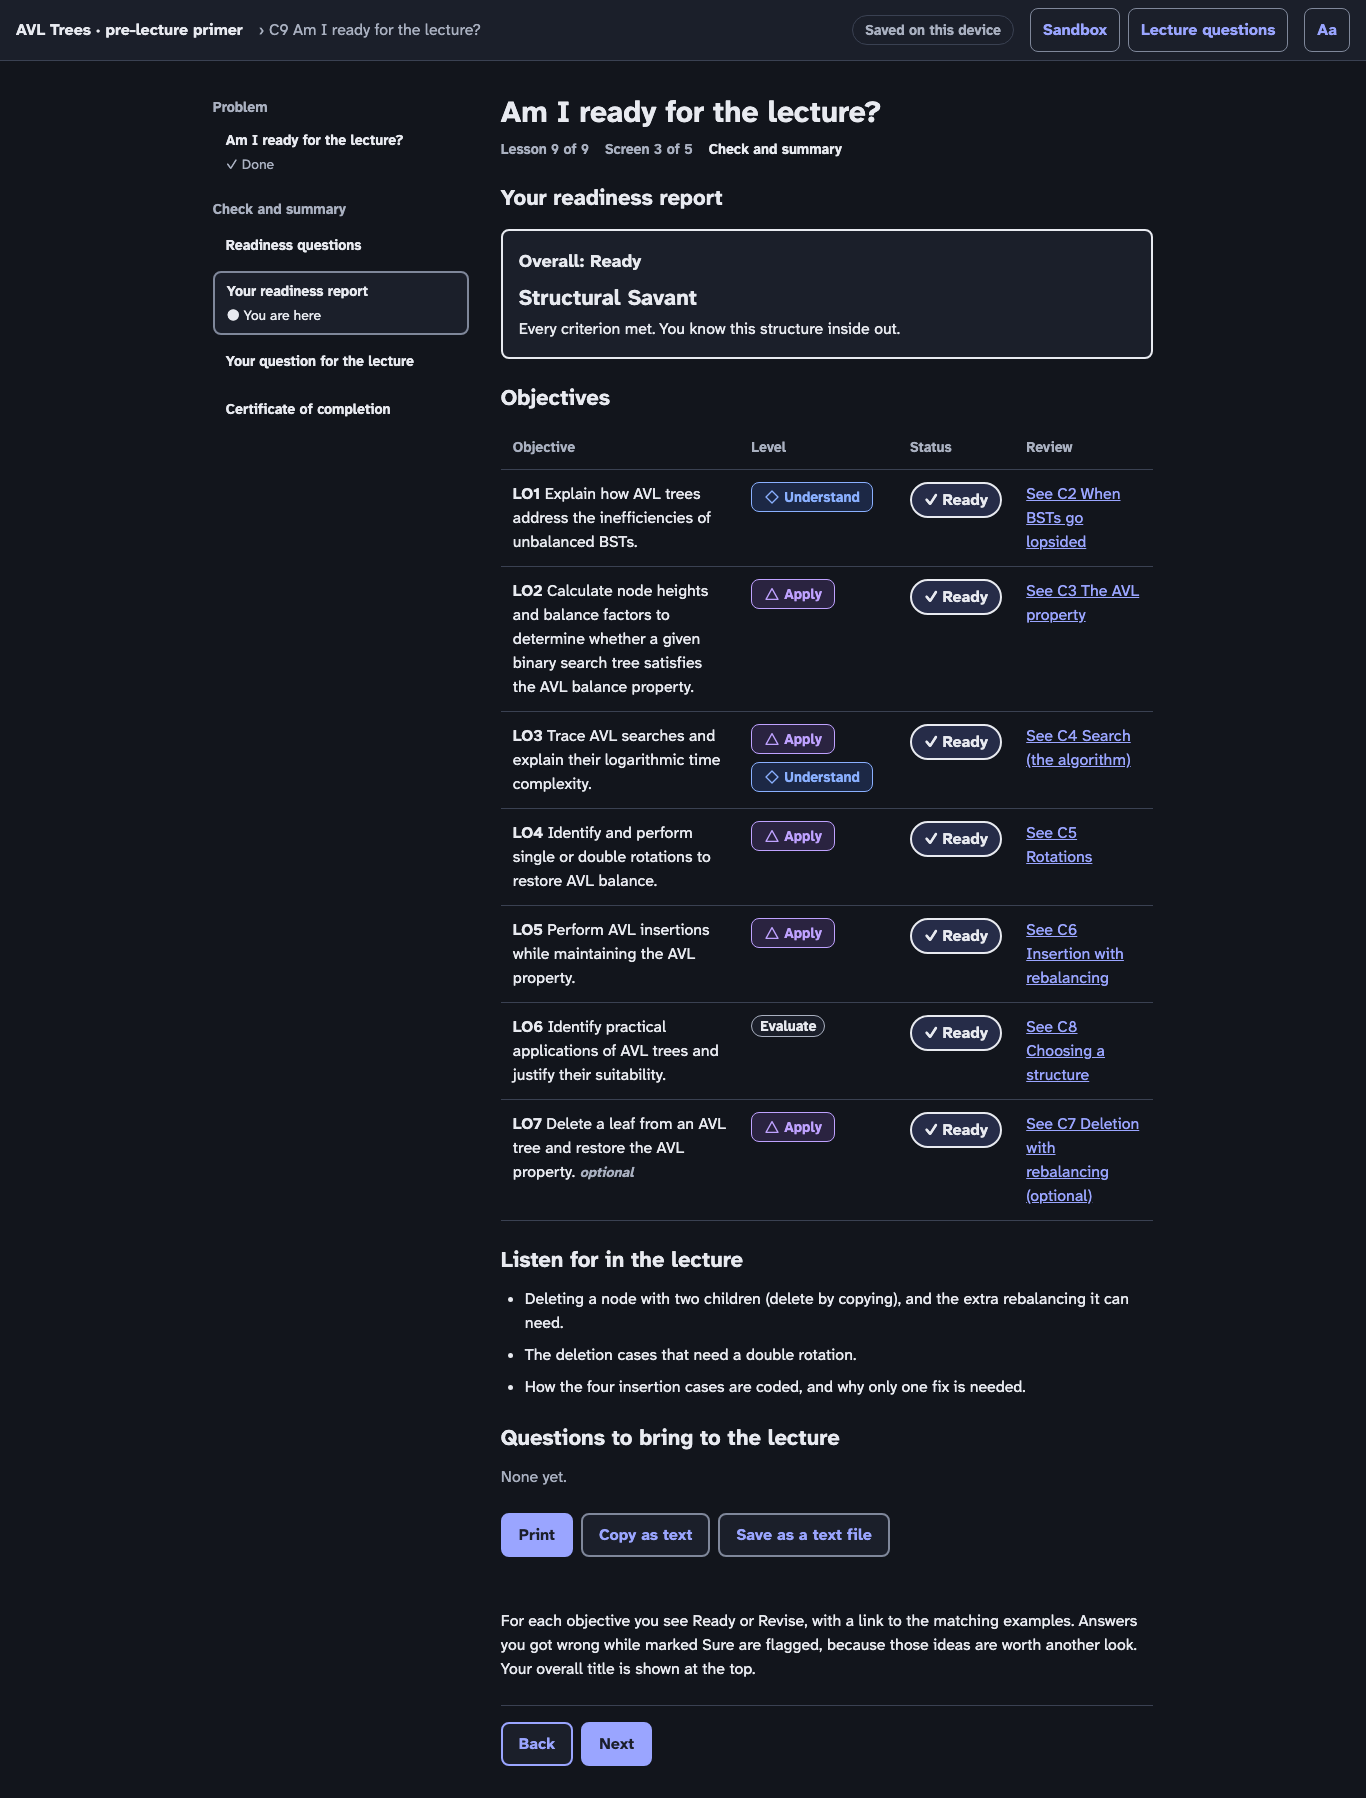 AVL Trees · pre-lecture primer › C9 Am I ready for the lecture?
Saved on this device
Sandbox
Lecture questions
Aa
Problem
Am I ready for the lecture?
✓ Done
Check and summary
Readiness questions
Your readiness report
● You are here
Your question for the lecture
Certificate of completion
Am I ready for the lecture?
Lesson 9 of 9 Screen 3 of 5 Check and summary
Your readiness report
Overall: Ready
Structural Savant
Every criterion met. You know this structure inside out.
Objectives
Objective Level Status Review
LO1 Explain how AVL trees
address the inefficiencies of
unbalanced BSTs.
◇ Understand
✓ Ready
See C2 When
BSTs go
lopsided
LO2 Calculate node heights
and balance factors to
determine whether a given
binary search tree satisfies
the AVL balance property.
△ Apply
✓ Ready
See C3 The AVL
property
LO3 Trace AVL searches and
explain their logarithmic time
complexity.
△ Apply
◇ Understand
✓ Ready
See C4 Search
(the algorithm)
LO4 Identify and perform
single or double rotations to
restore AVL balance.
△ Apply
✓ Ready
See C5
Rotations
LO5 Perform AVL insertions
while maintaining the AVL
property.
△ Apply
✓ Ready
See C6
Insertion with
rebalancing
LO6 Identify practical
applications of AVL trees and
justify their suitability.
Evaluate
✓ Ready
See C8
Choosing a
structure
LO7 Delete a leaf from an AVL
tree and restore the AVL
property. optional
△ Apply
✓ Ready
See C7 Deletion
with
rebalancing
(optional)
Listen for in the lecture
• Deleting a node with two children (delete by copying), and the extra rebalancing it can
need.
• The deletion cases that need a double rotation.
• How the four insertion cases are coded, and why only one fix is needed.
Questions to bring to the lecture
None yet.
Print
Copy as text
Save as a text file
For each objective you see Ready or Revise, with a link to the matching examples. Answers
you got wrong while marked Sure are flagged, because those ideas are worth another look.
Your overall title is shown at the top.
Back
Next